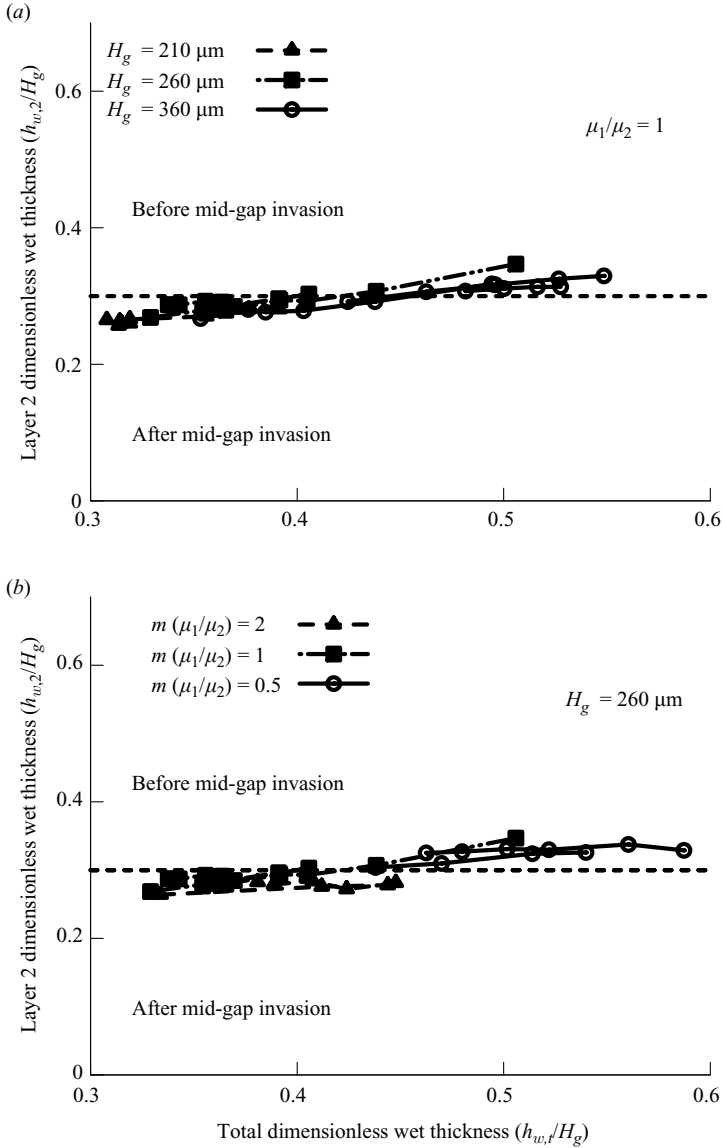 (a)
H_g = 210 μm
H_g = 260 μm
H_g = 360 μm
μ₁/μ₂ = 1
Before mid-gap invasion
After mid-gap invasion
Layer 2 dimensionless wet thickness (h_{w,2}/H_g)
0.6
0.4
0.2
0
0.3
0.4
0.5
0.6
(b)
m (μ₁/μ₂) = 2
m (μ₁/μ₂) = 1
m (μ₁/μ₂) = 0.5
H_g = 260 μm
Before mid-gap invasion
After mid-gap invasion
Layer 2 dimensionless wet thickness (h_{w,2}/H_g)
0.6
0.4
0.2
0
0.3
0.4
0.5
0.6
Total dimensionless wet thickness (h_{w,t}/H_g)